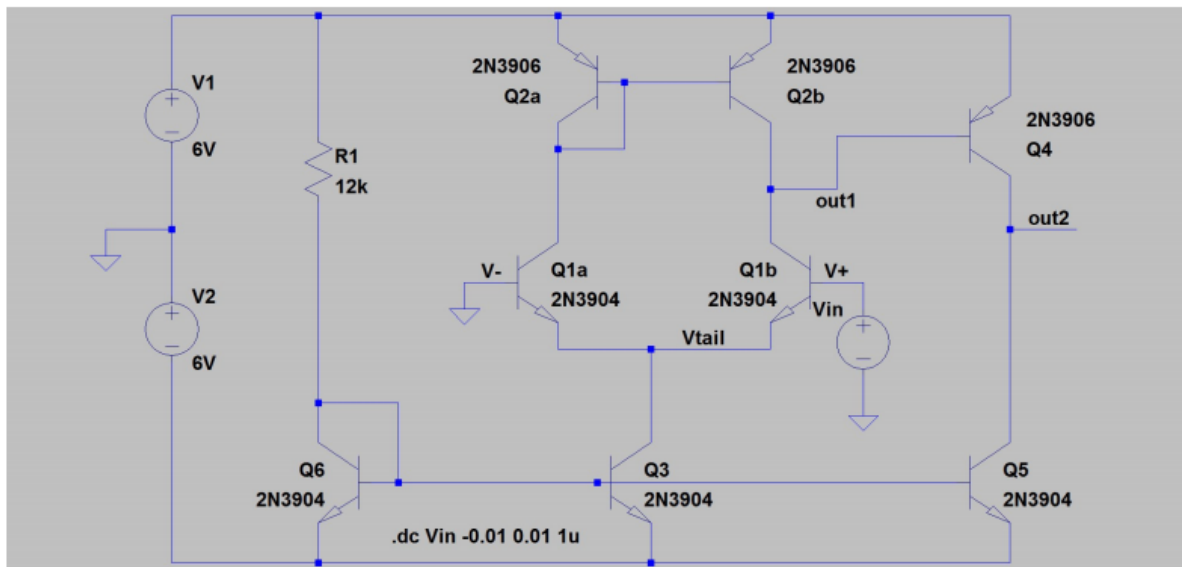 V1
6V
V2
6V
R1
12k
2N3906
Q2a
2N3906
Q2b
2N3906
Q4
out1
out2
V-
Q1a
2N3904
Q1b
2N3904
V+
Vin
Vtail
Q6
2N3904
Q3
2N3904
Q5
2N3904
.dc Vin -0.01 0.01 1u
+
−
+
−
+
−